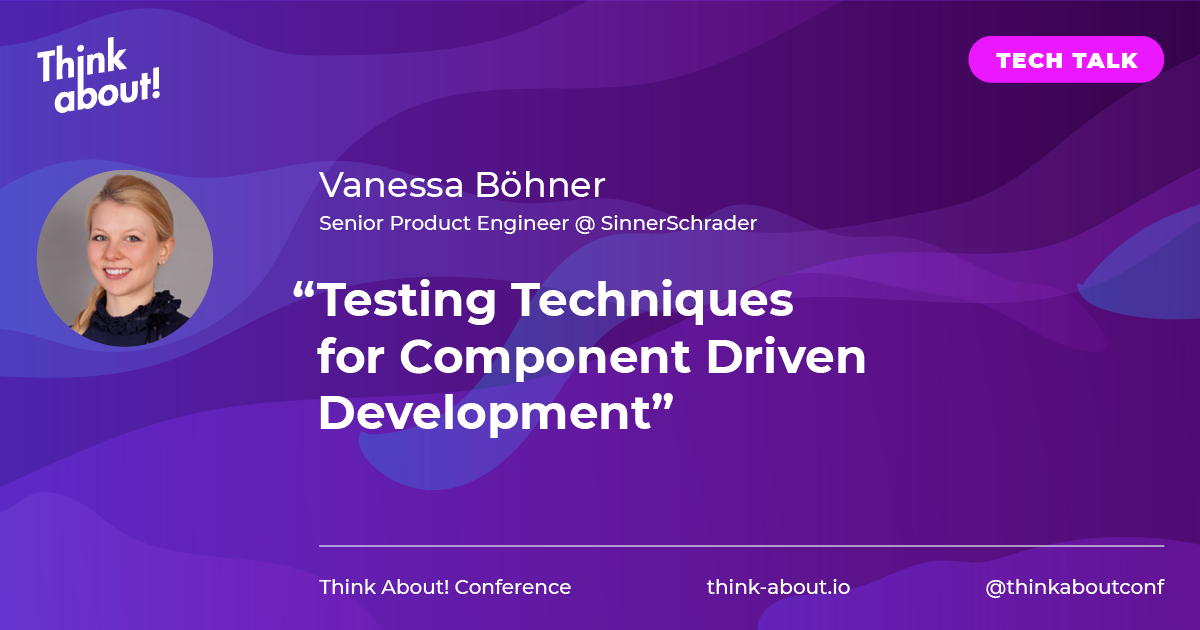 Think
about!
TECH TALK
Vanessa Böhner
Senior Product Engineer @ SinnerSchrader
“Testing Techniques
for Component Driven
Development”
Think About! Conference
think-about.io
@thinkaboutconf